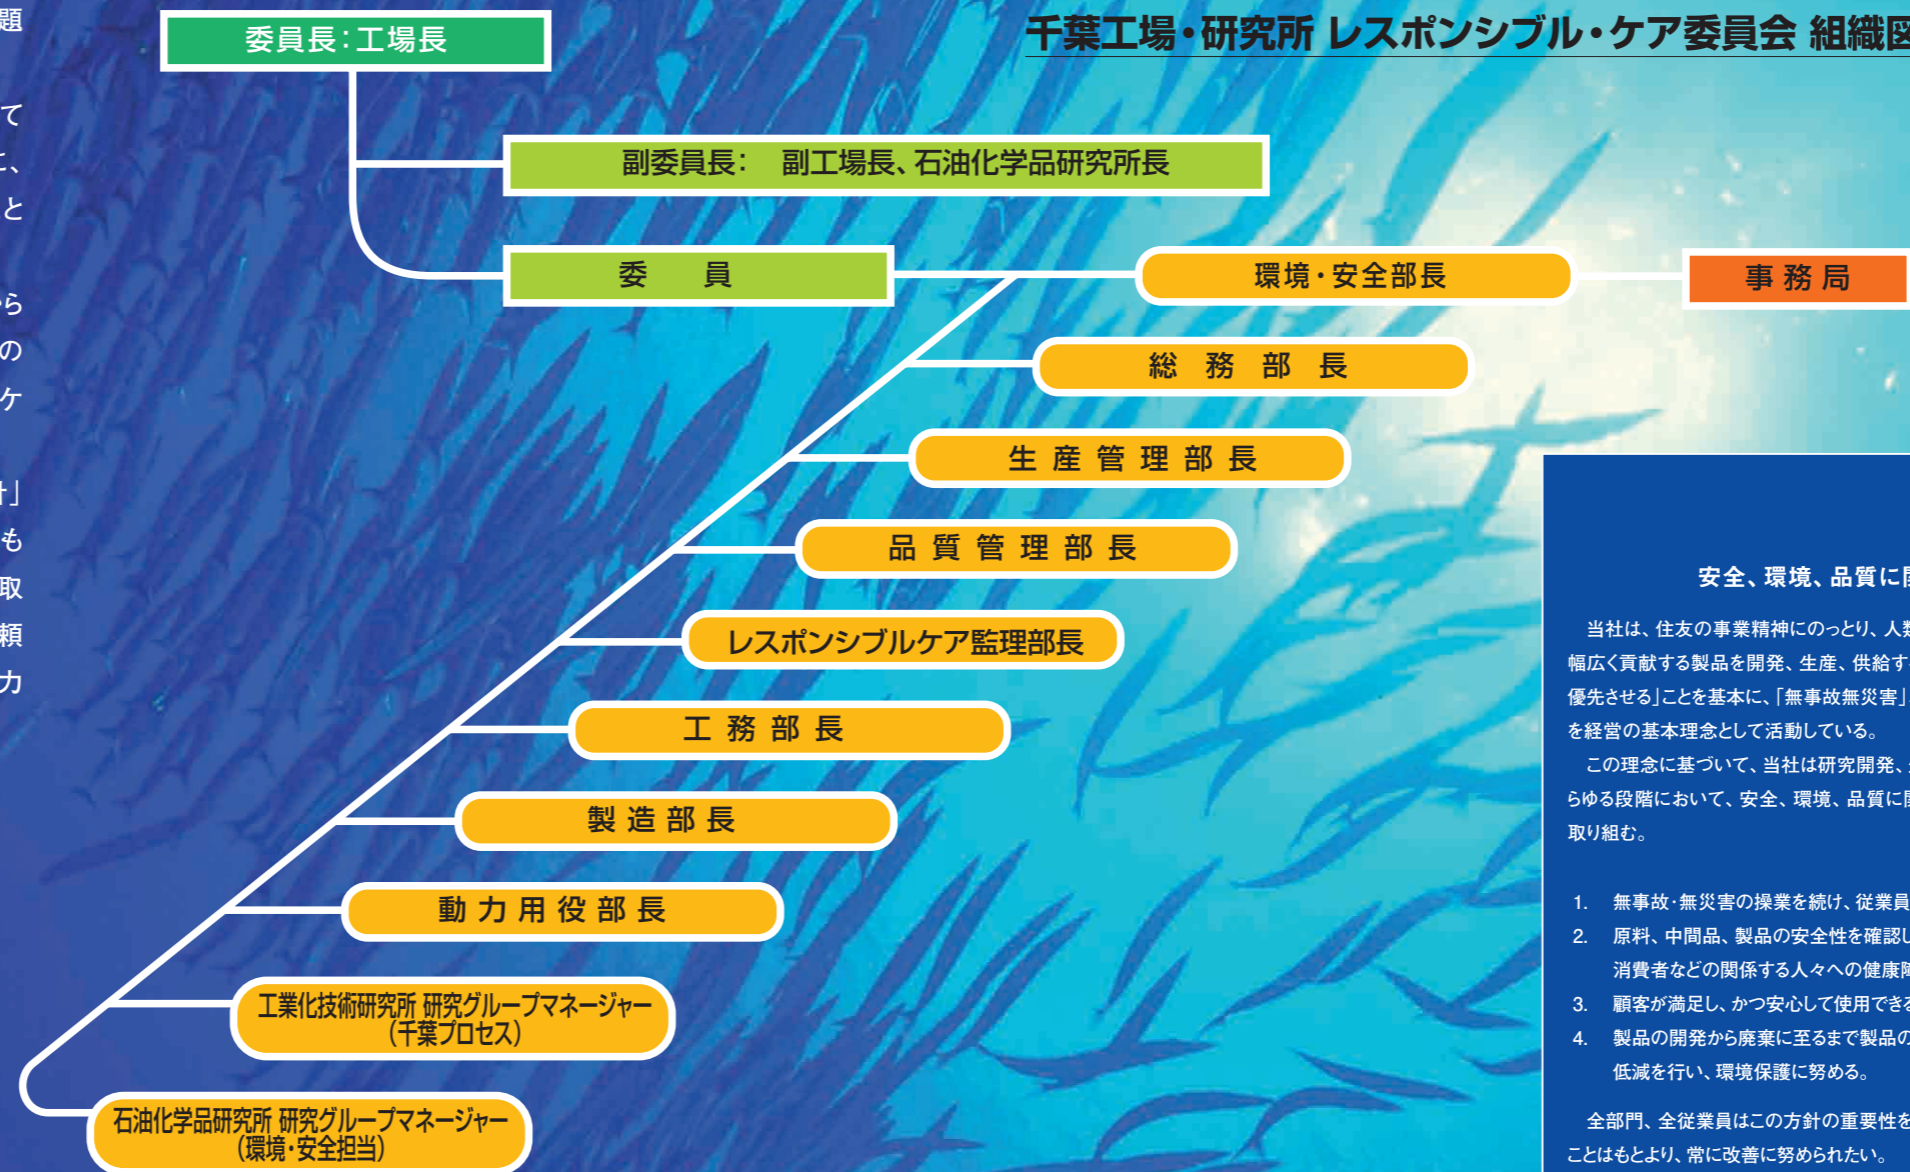 題
て
に、
と
ら
の
ケ
針」
も
取
頼
力
千葉工場・研究所 レスポンシブル・ケア委員会 組織図
委員長：工場長
副委員長：　副工場長、石油化学品研究所長
委　員
環境・安全部長
事務局
総務部長
生産管理部長
品質管理部長
レスポンシブルケア監理部長
工務部長
製造部長
動力用役部長
工業化技術研究所 研究グループマネージャー
（千葉プロセス）
石油化学品研究所 研究グループマネージャー
（環境・安全担当）
安全、環境、品質に関
当社は、住友の事業精神にのっとり、人類
幅広く貢献する製品を開発、生産、供給す
優先させる」ことを基本に、「無事故無災害」
を経営の基本理念として活動している。
この理念に基づいて、当社は研究開発、
らゆる段階において、安全、環境、品質に関
取り組む。
1.　無事故・無災害の操業を続け、従業員
2.　原料、中間品、製品の安全性を確認し
消費者などの関係する人々への健康障
3.　顧客が満足し、かつ安心して使用できる
4.　製品の開発から廃棄に至るまで製品の
低減を行い、環境保護に努める。
全部門、全従業員はこの方針の重要性を
ことはもとより、常に改善に努められたい。